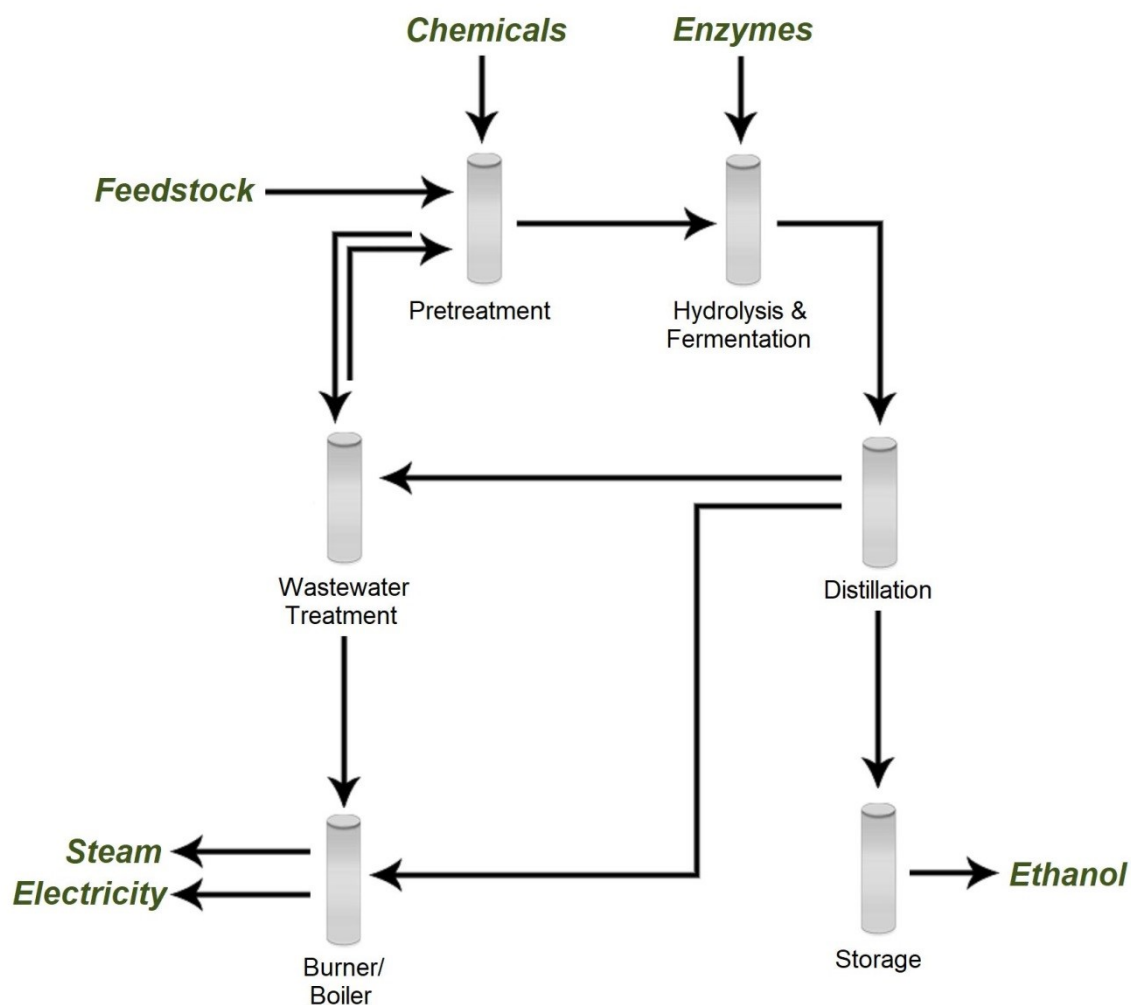 Chemicals
Enzymes
Feedstock
Pretreatment
Hydrolysis &
Fermentation
Wastewater
Treatment
Distillation
Steam
Electricity
Ethanol
Burner/
Boiler
Storage